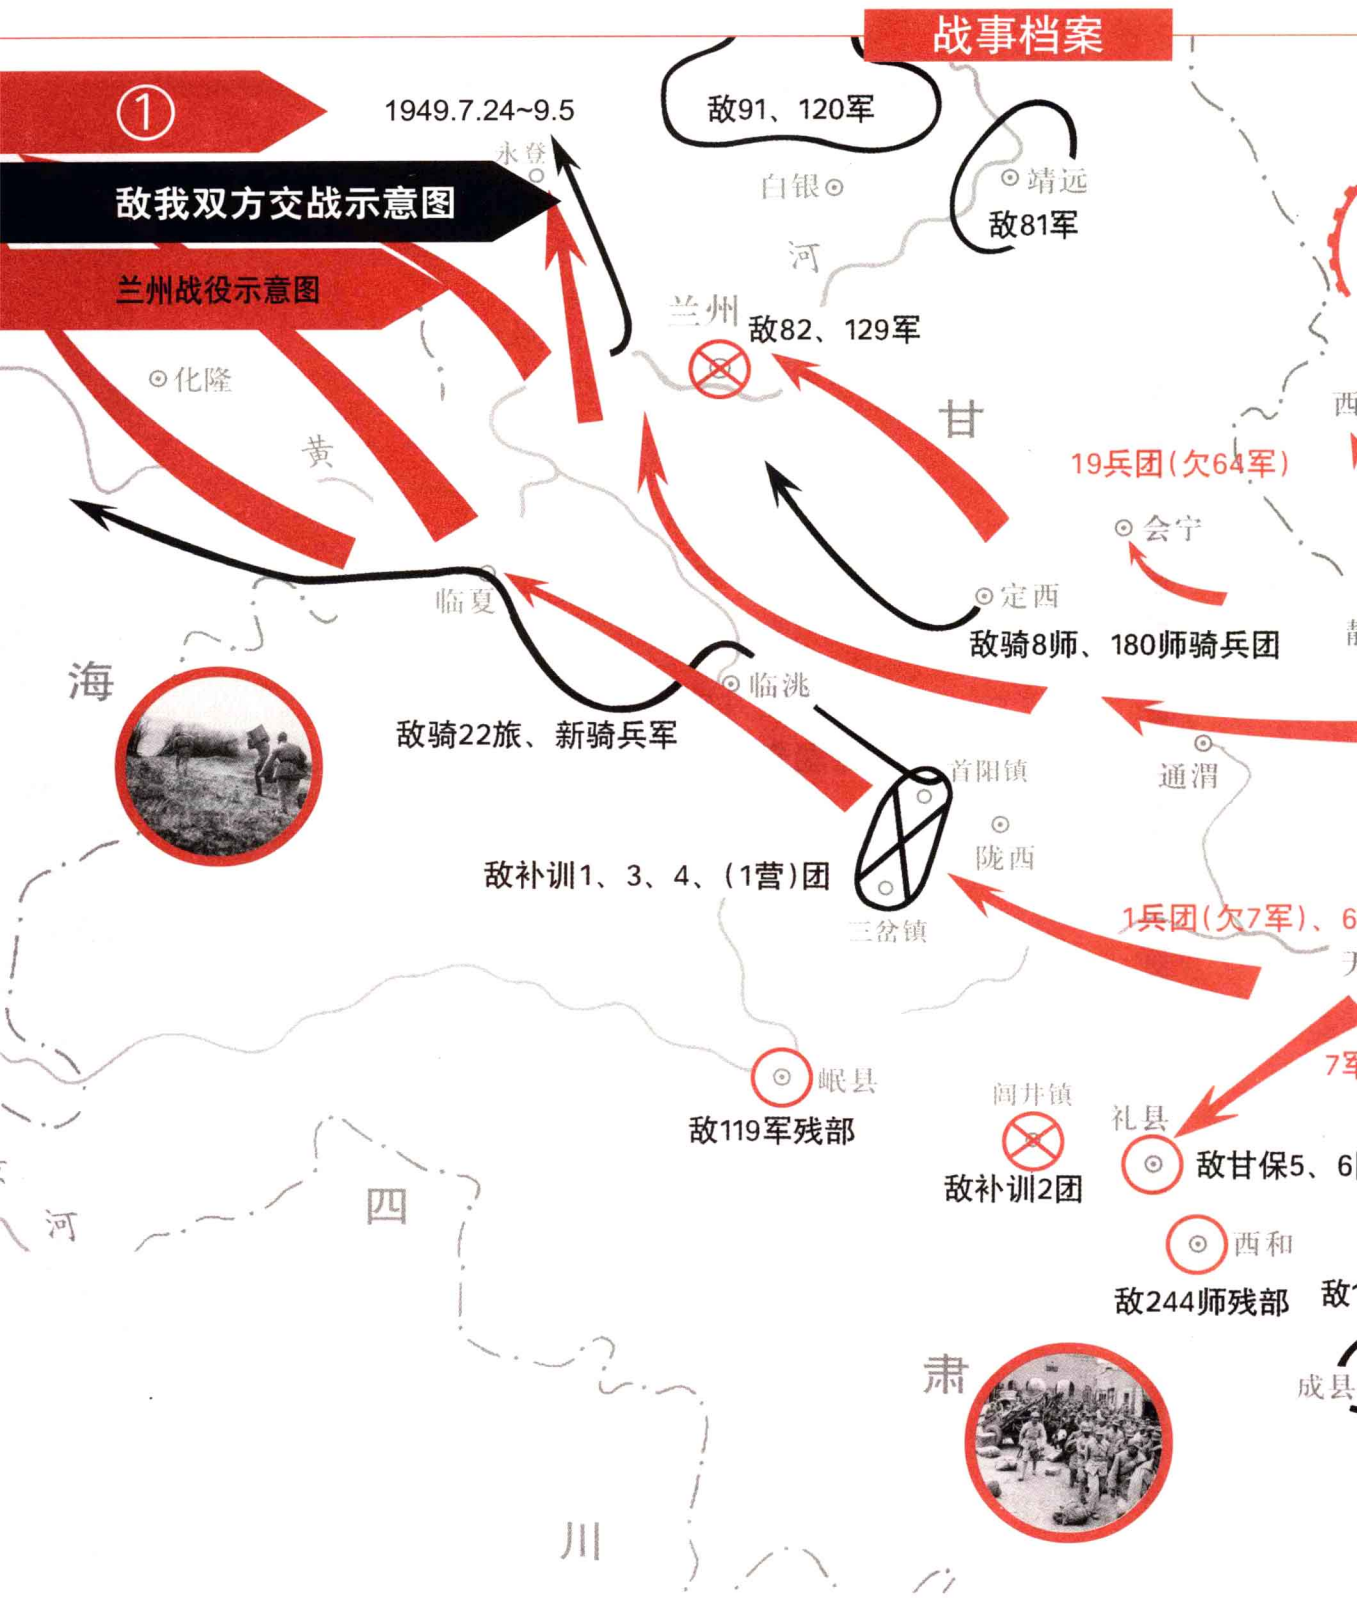 战事档案
①
1949.7.24~9.5
敌91、120军
永登
敌我双方交战示意图
白银
靖远
敌81军
河
兰州战役示意图
兰州
敌82、129军
化隆
甘
西
黄
19兵团(欠64军)
会宁
定西
临夏
敌骑8师、180师骑兵团
海
临洮
敌骑22旅、新骑兵军
首阳镇
通渭
陇西
敌补训1、3、4、(1营)团
1兵团(欠7军)、6
三岔镇
7军
岷县
闾井镇
礼县
敌119军残部
敌甘保5、6
敌补训2团
四
河
西和
敌244师残部
敌1
肃
成县
川